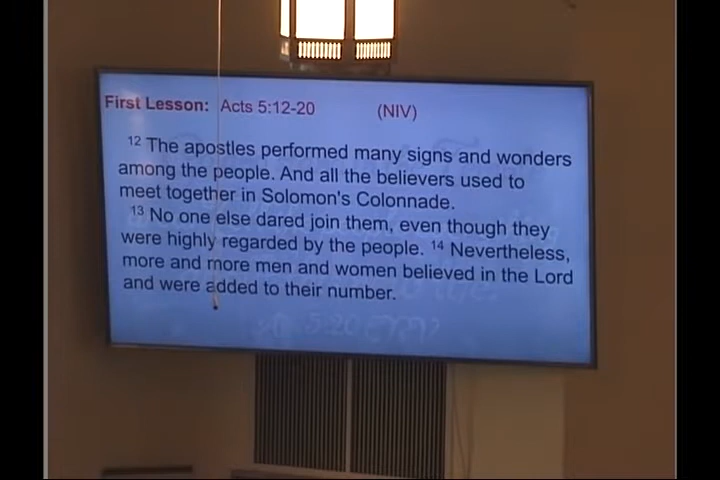 First Lesson: Acts 5:12-20 (NIV)
12 The apostles performed many signs and wonders
among the people. And all the believers used to
meet together in Solomon's Colonnade.
13 No one else dared join them, even though they
were highly regarded by the people. 14 Nevertheless,
more and more men and women believed in the Lord
and were added to their number.